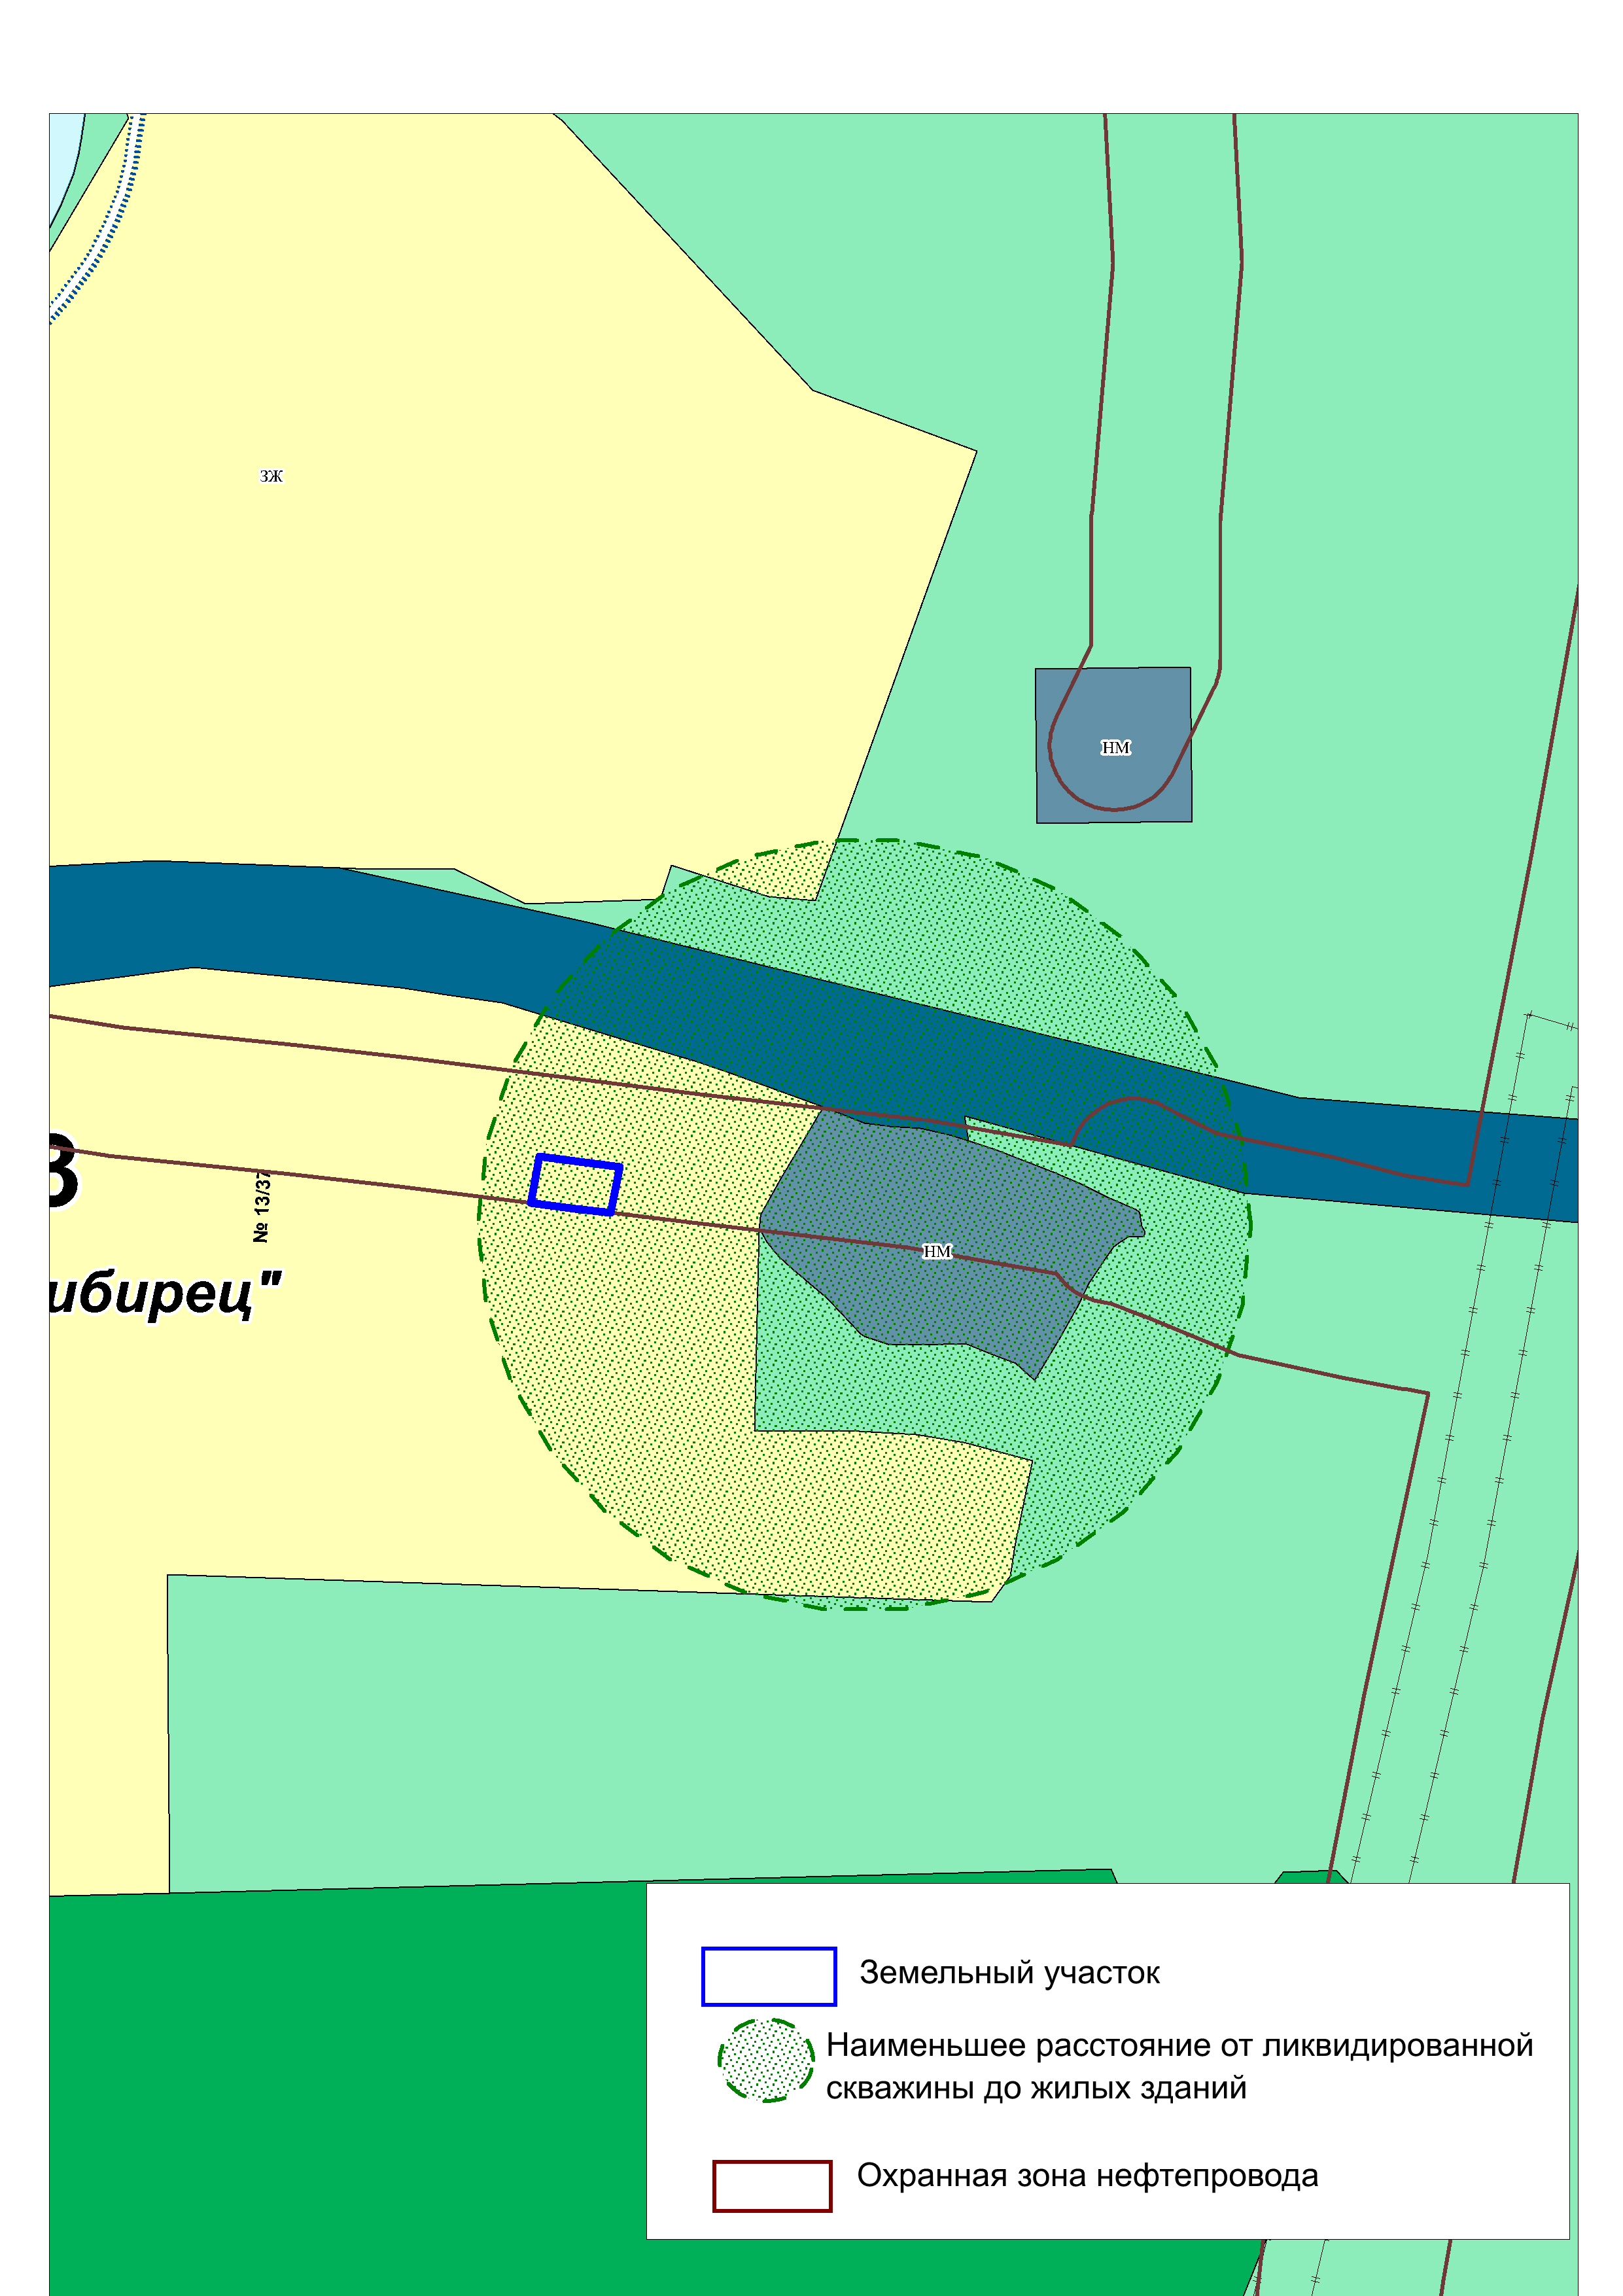 ЗЖ
НМ
В
№ 13/37
ибирец"
НМ
Земельный участок
Наименьшее расстояние от ликвидированной
скважины до жилых зданий
Охранная зона нефтепровода